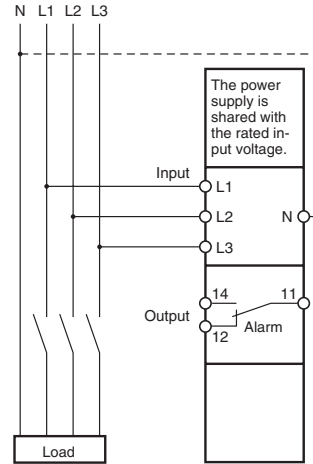 N L1 L2 L3
The power
supply is
shared with
the rated in-
put voltage.
Input
L1
L2
N
L3
14
11
Output
12
Alarm
Load